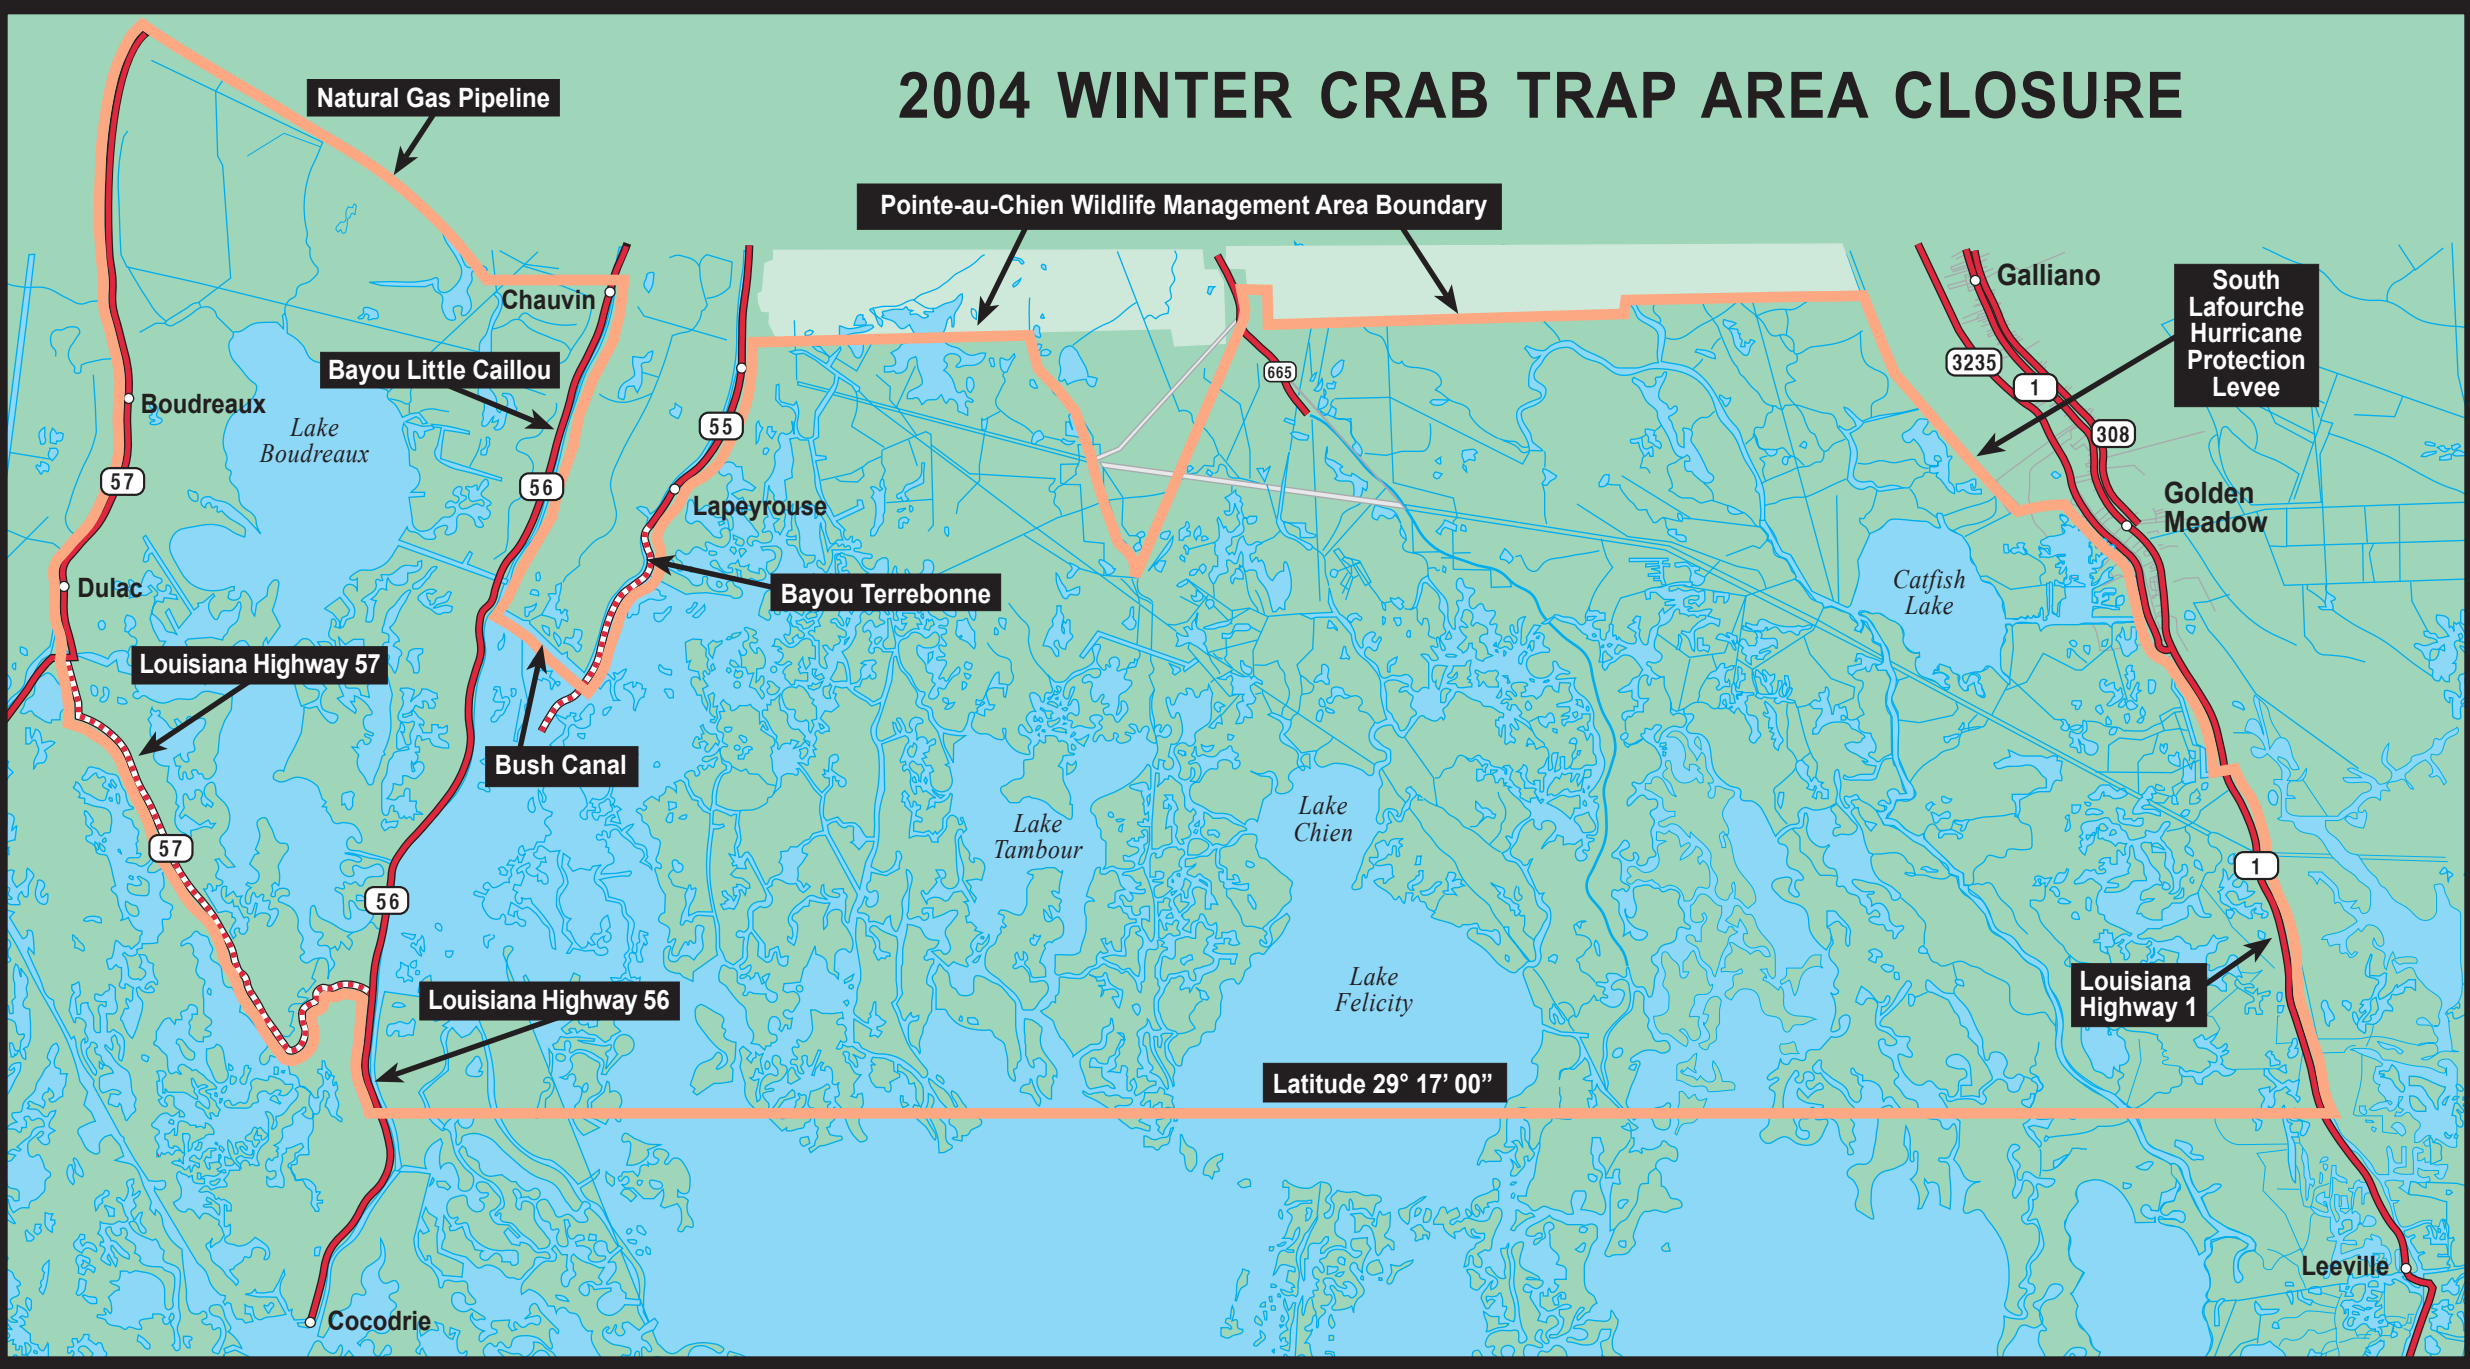 2004 WINTER CRAB TRAP AREA CLOSURE
Natural Gas Pipeline
Pointe-au-Chien Wildlife Management Area Boundary
Galliano
South
Lafourche
Hurricane
Protection
Levee
Chauvin
Bayou Little Caillou
665
3235
1
Boudreaux
Lake
Boudreaux
55
308
57
56
Lapeyrouse
Golden
Meadow
Dulac
Bayou Terrebonne
Catfish
Lake
Louisiana Highway 57
Bush Canal
Lake
Tambour
Lake
Chien
57
1
56
Lake
Felicity
Louisiana Highway 56
Louisiana
Highway 1
Latitude 29° 17’ 00”
Leeville
Cocodrie